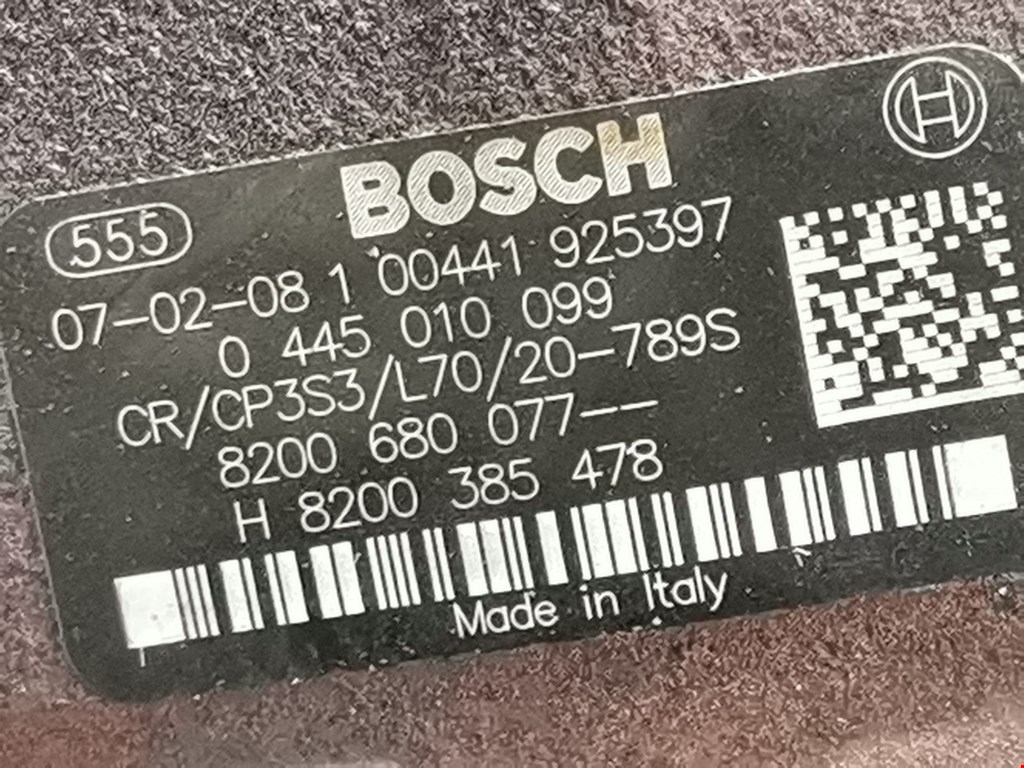 BOSCH
555
07-02-08 1 00441 925397
0 445 010 099
CR/CP3S3/L70/20-789S
8200 680 077--
H 8200 385 478
Made in Italy